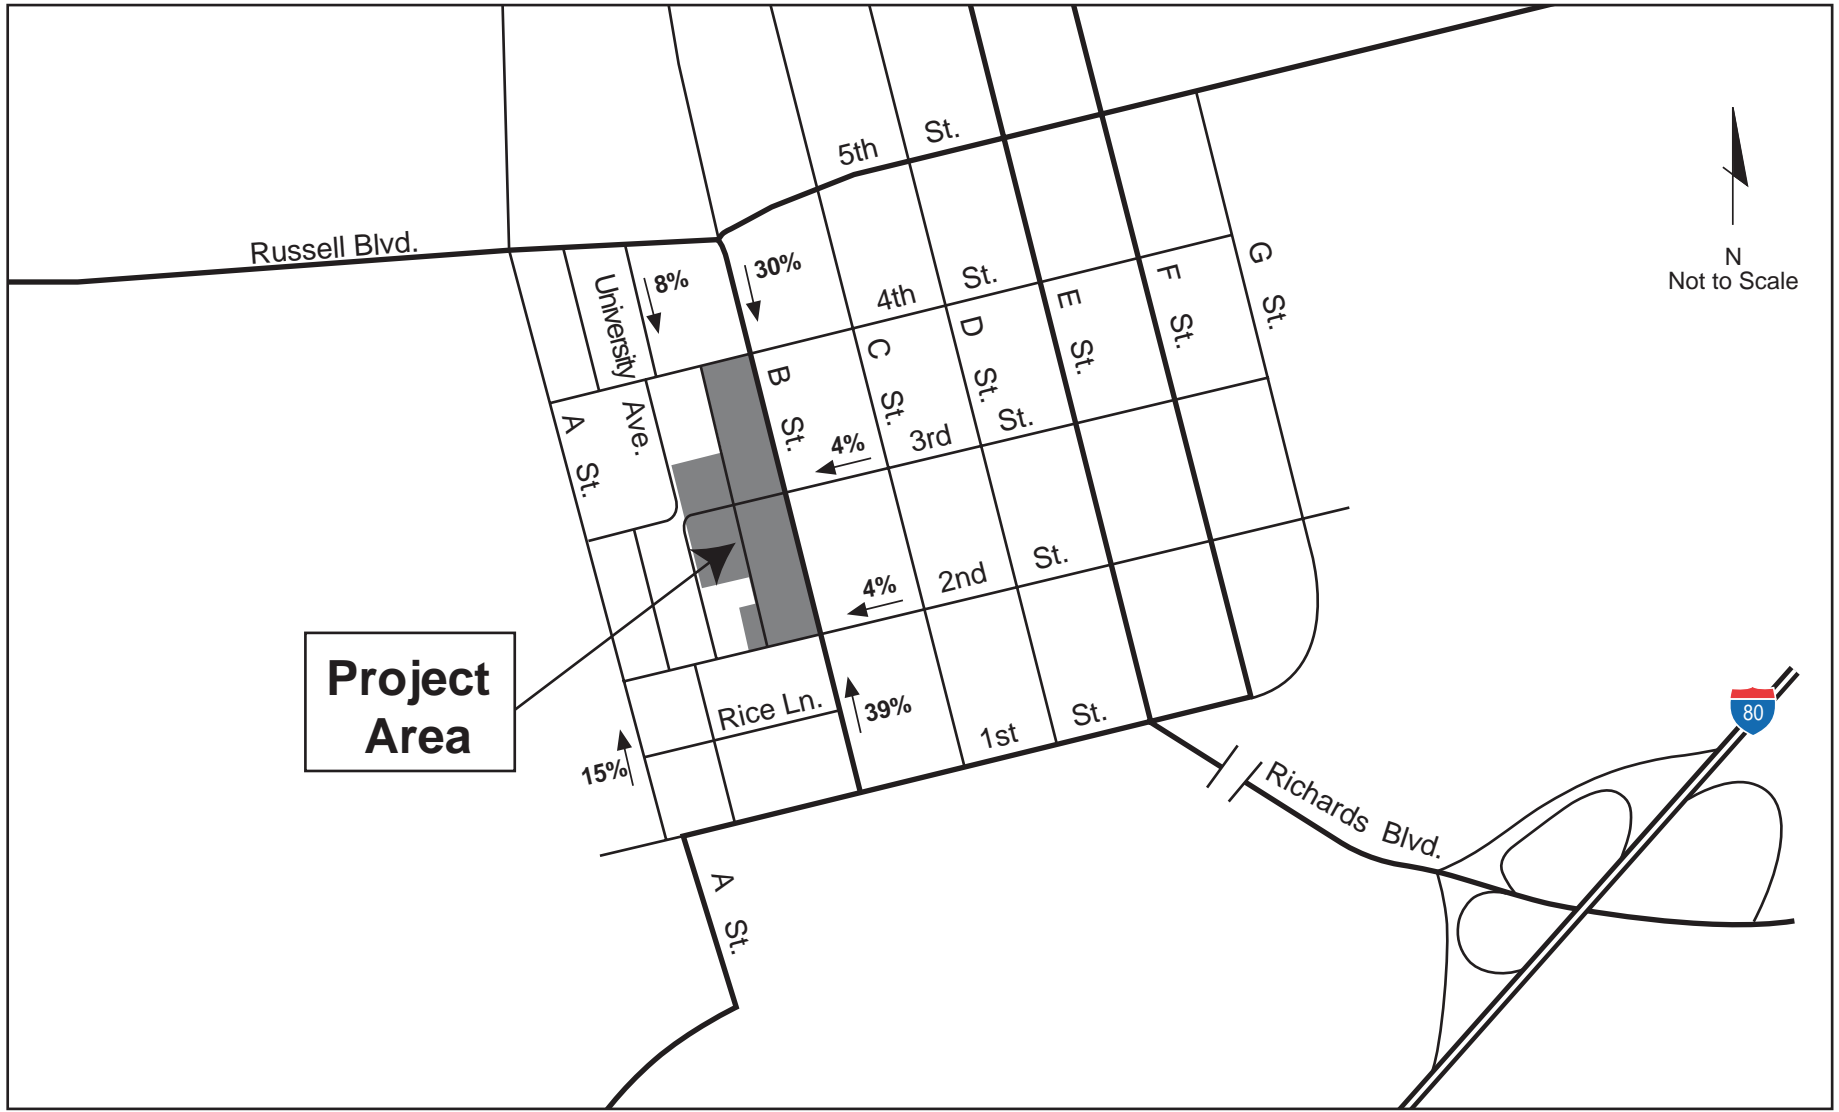 5th St.
Russell Blvd.
University Ave.
8%
30%
4th St.
G St.
F St.
E St.
D St.
C St.
B St.
A St.
N
Not to Scale
4%
3rd St.
4%
2nd St.
Project
Area
Rice Ln.
39%
1st St.
15%
80
Richards Blvd.
A St.